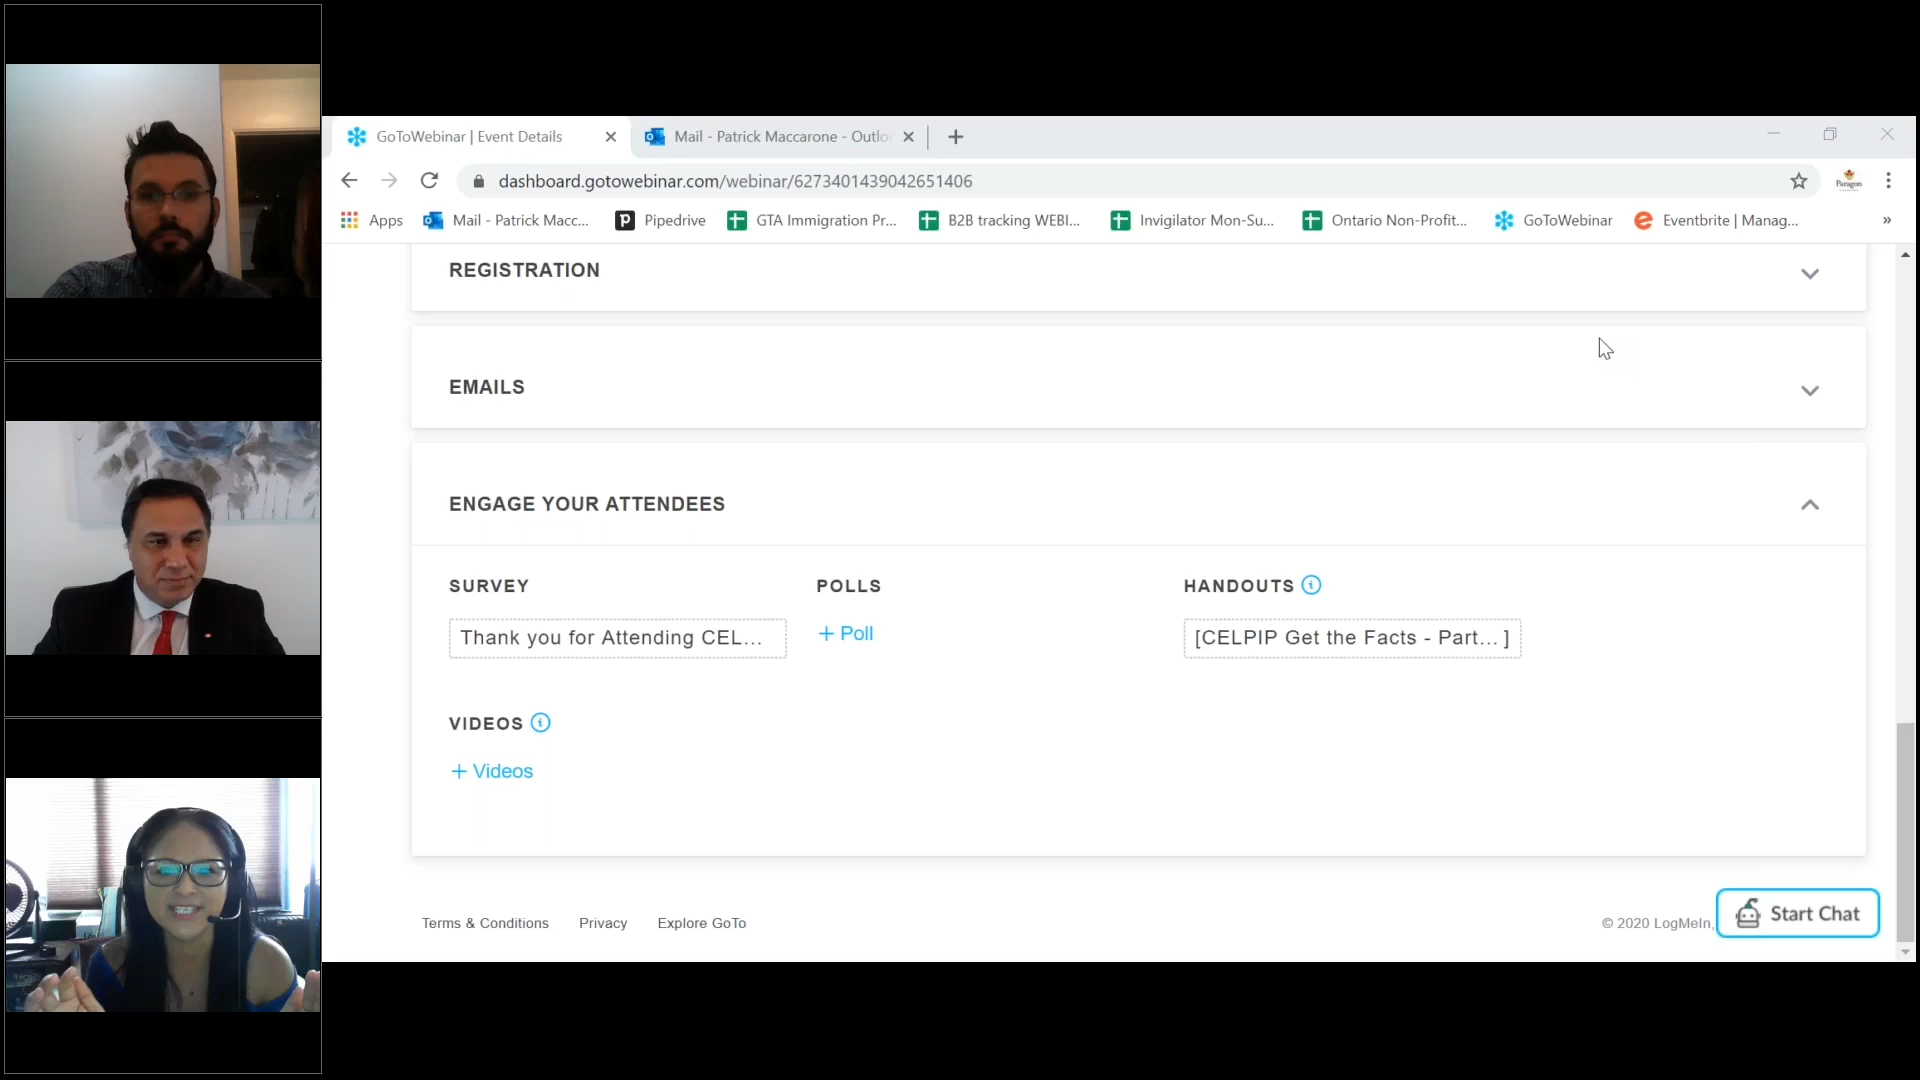 GoToWebinar | Event Details
Mail - Patrick Maccarone - Outlo
dashboard.gotowebinar.com/webinar/6273401439042651406
Paragon
Apps
Mail - Patrick Macc...
Pipedrive
GTA Immigration Pr...
B2B tracking WEBI...
Invigilator Mon-Su...
Ontario Non-Profit...
GoToWebinar
Eventbrite | Manag...
»
REGISTRATION
EMAILS
ENGAGE YOUR ATTENDEES
SURVEY
POLLS
HANDOUTS
Thank you for Attending CEL...
+ Poll
[CELPIP Get the Facts - Part... ]
VIDEOS
+ Videos
Terms & Conditions
Privacy
Explore GoTo
© 2020 LogMeIn,
Start Chat